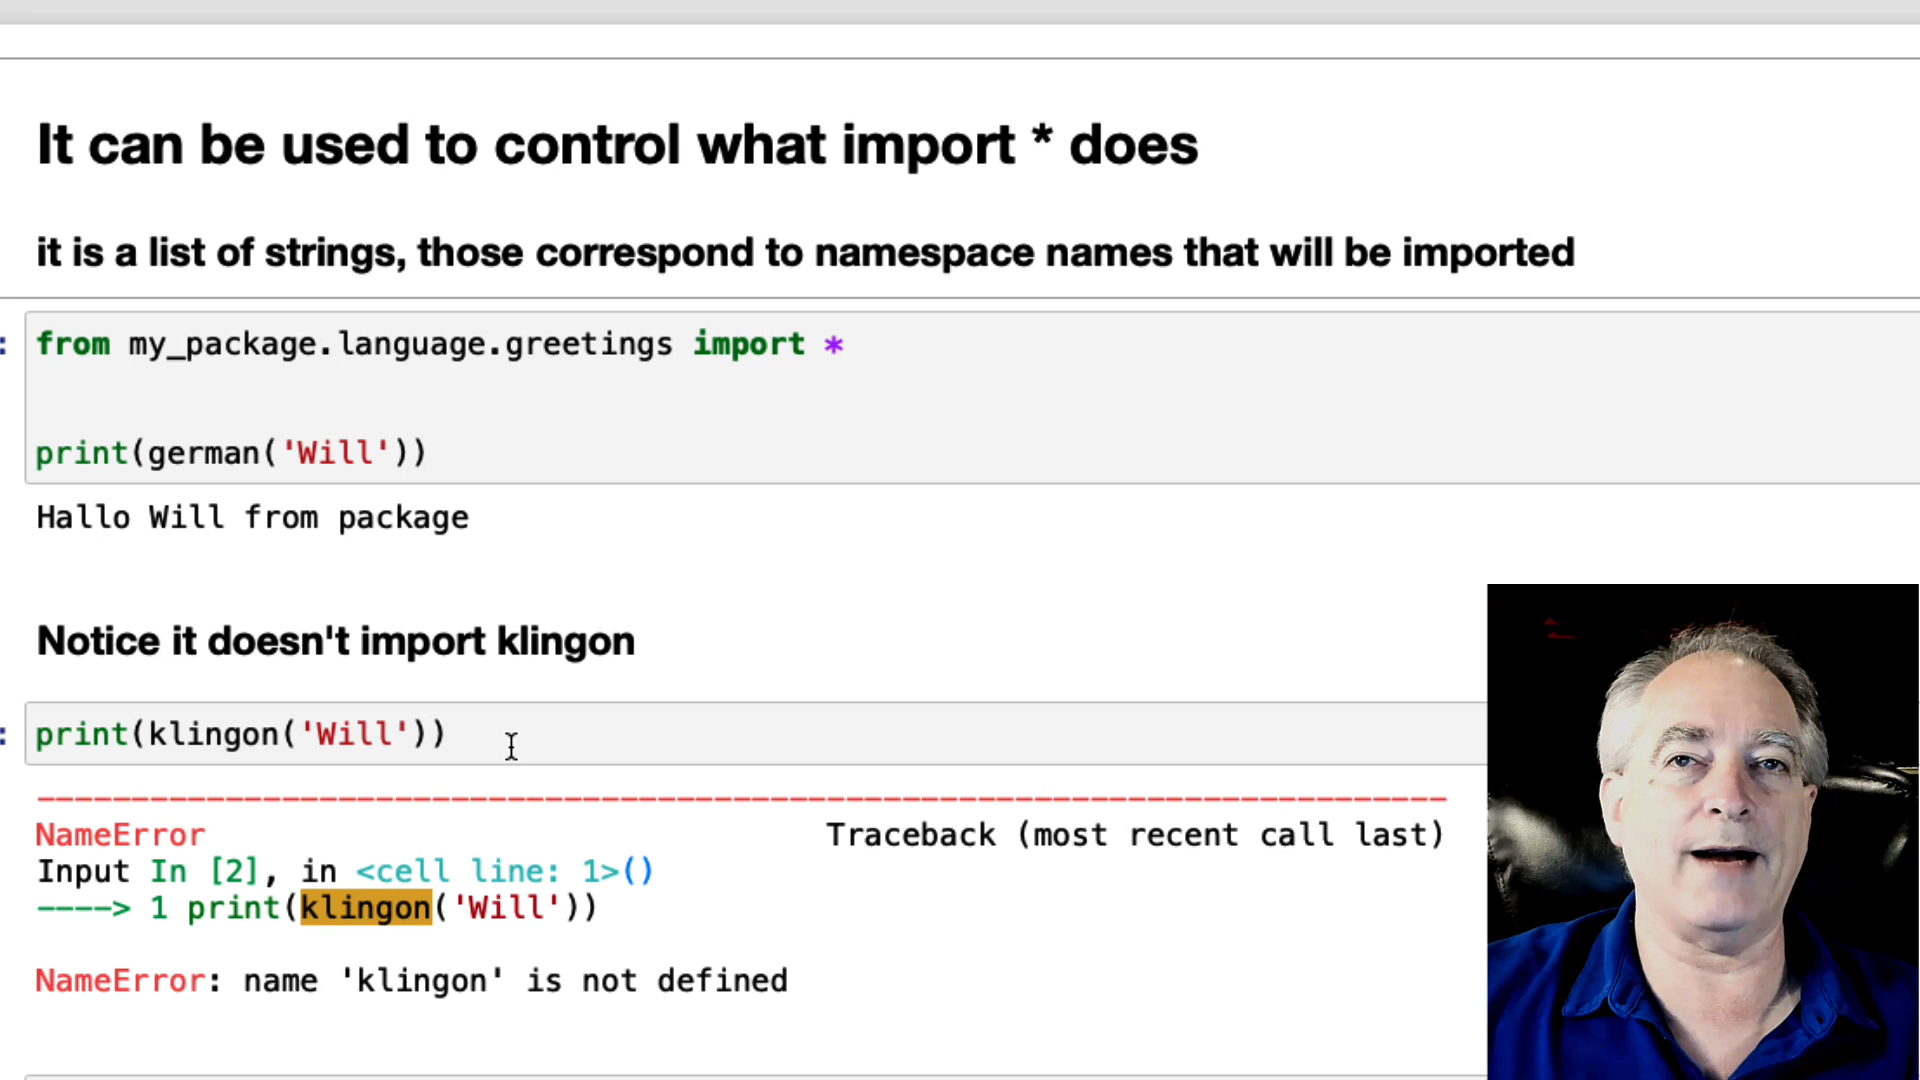 It can be used to control what import * does
it is a list of strings, those correspond to namespace names that will be imported
: from my_package.language.greetings import *
print(german('Will'))
Hallo Will from package
Notice it doesn't import klingon
: print(klingon('Will'))
---------------------------------------------------------------------------
NameError Traceback (most recent call last)
Input In [2], in <cell line: 1>()
----> 1 print(klingon('Will'))
NameError: name 'klingon' is not defined